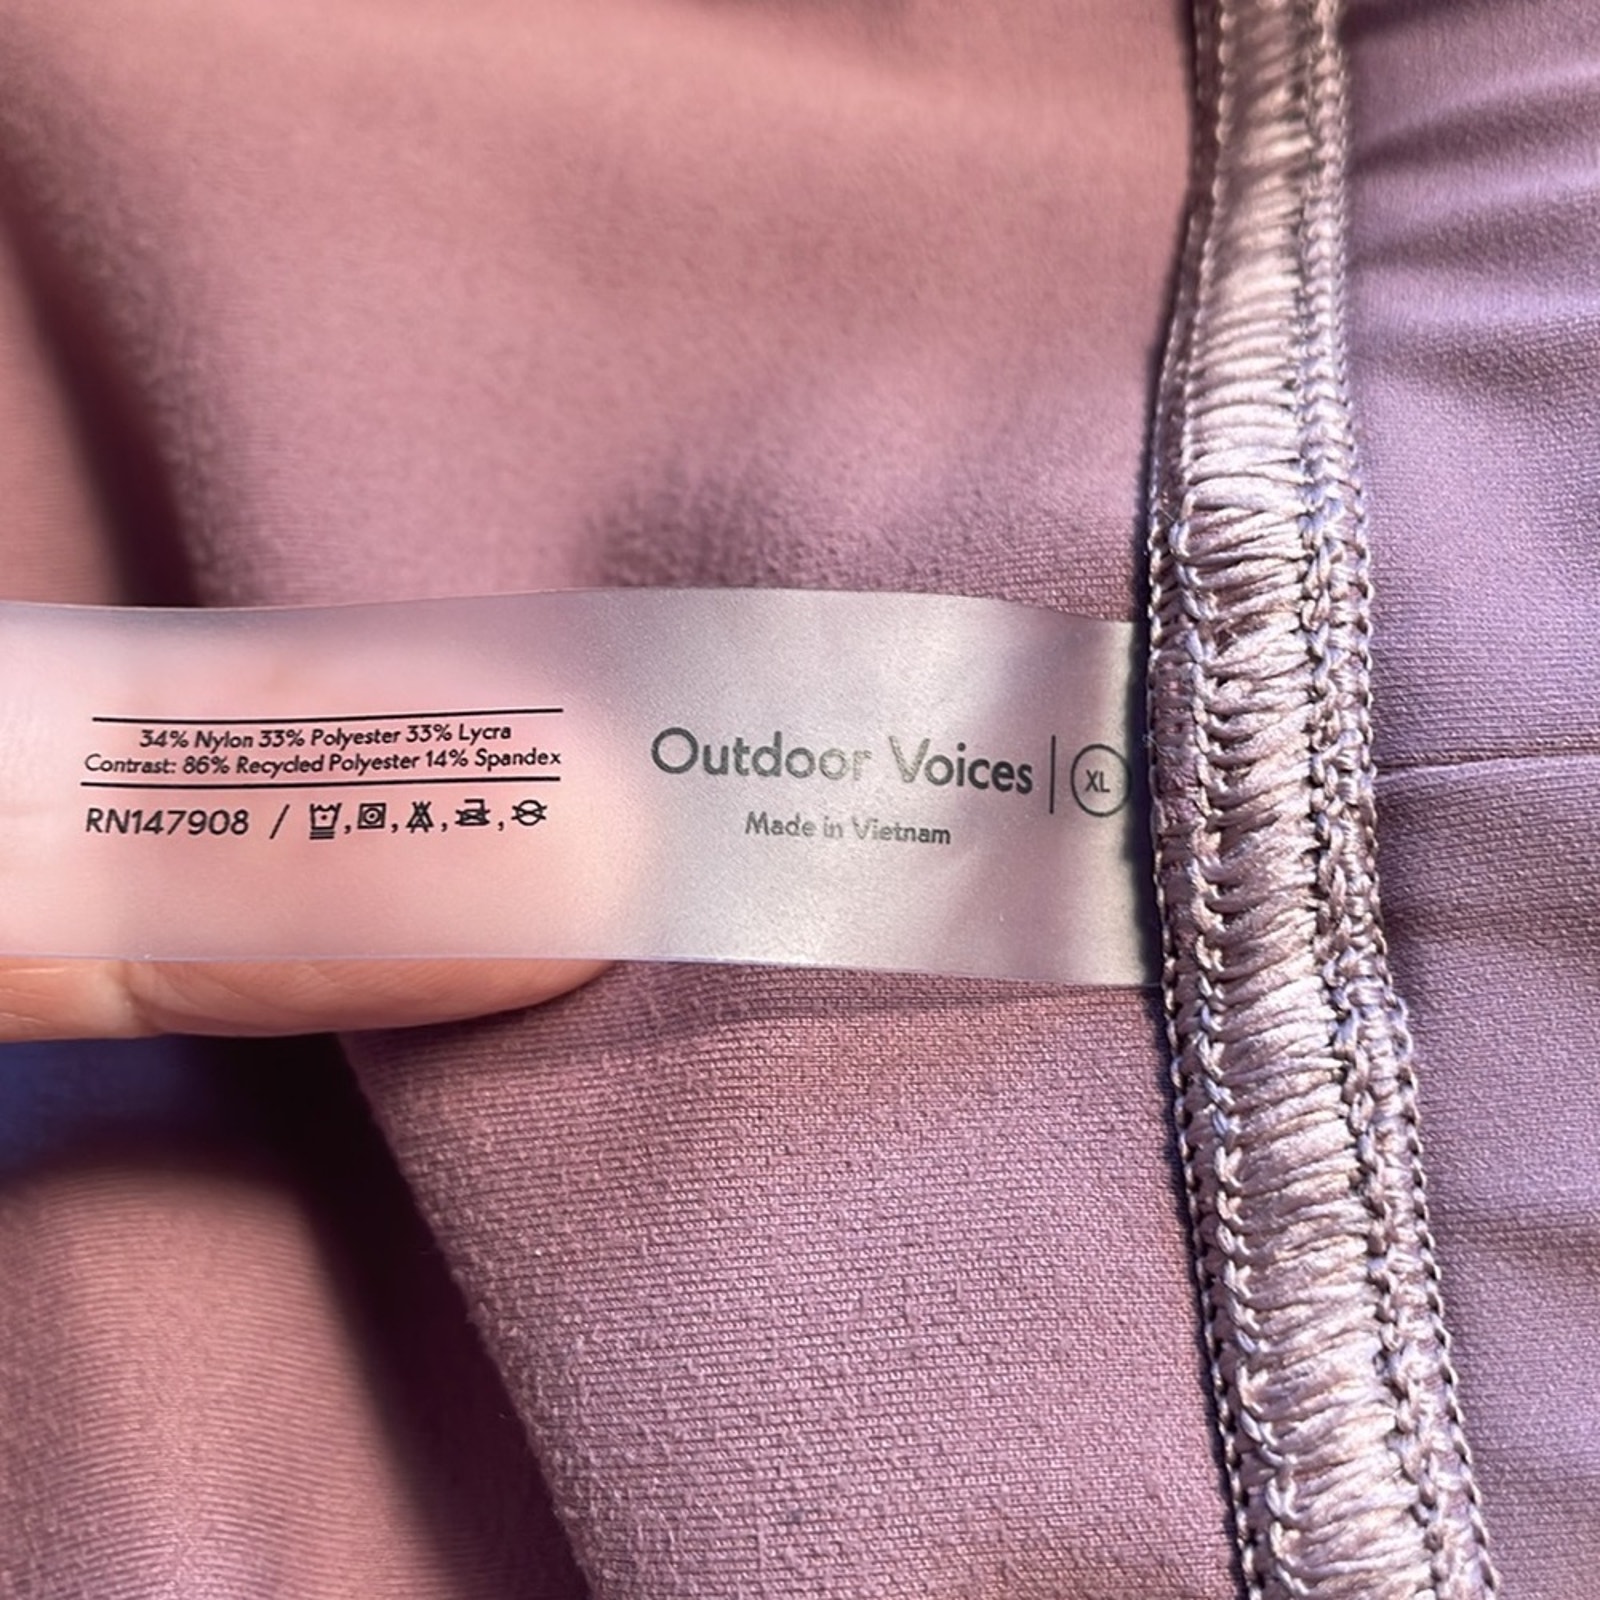 34% Nylon 33% Polyester 33% Lycra
Contrast: 86% Recycled Polyester 14% Spandex
RN147908 /
Outdoor Voices | XL
Made in Vietnam